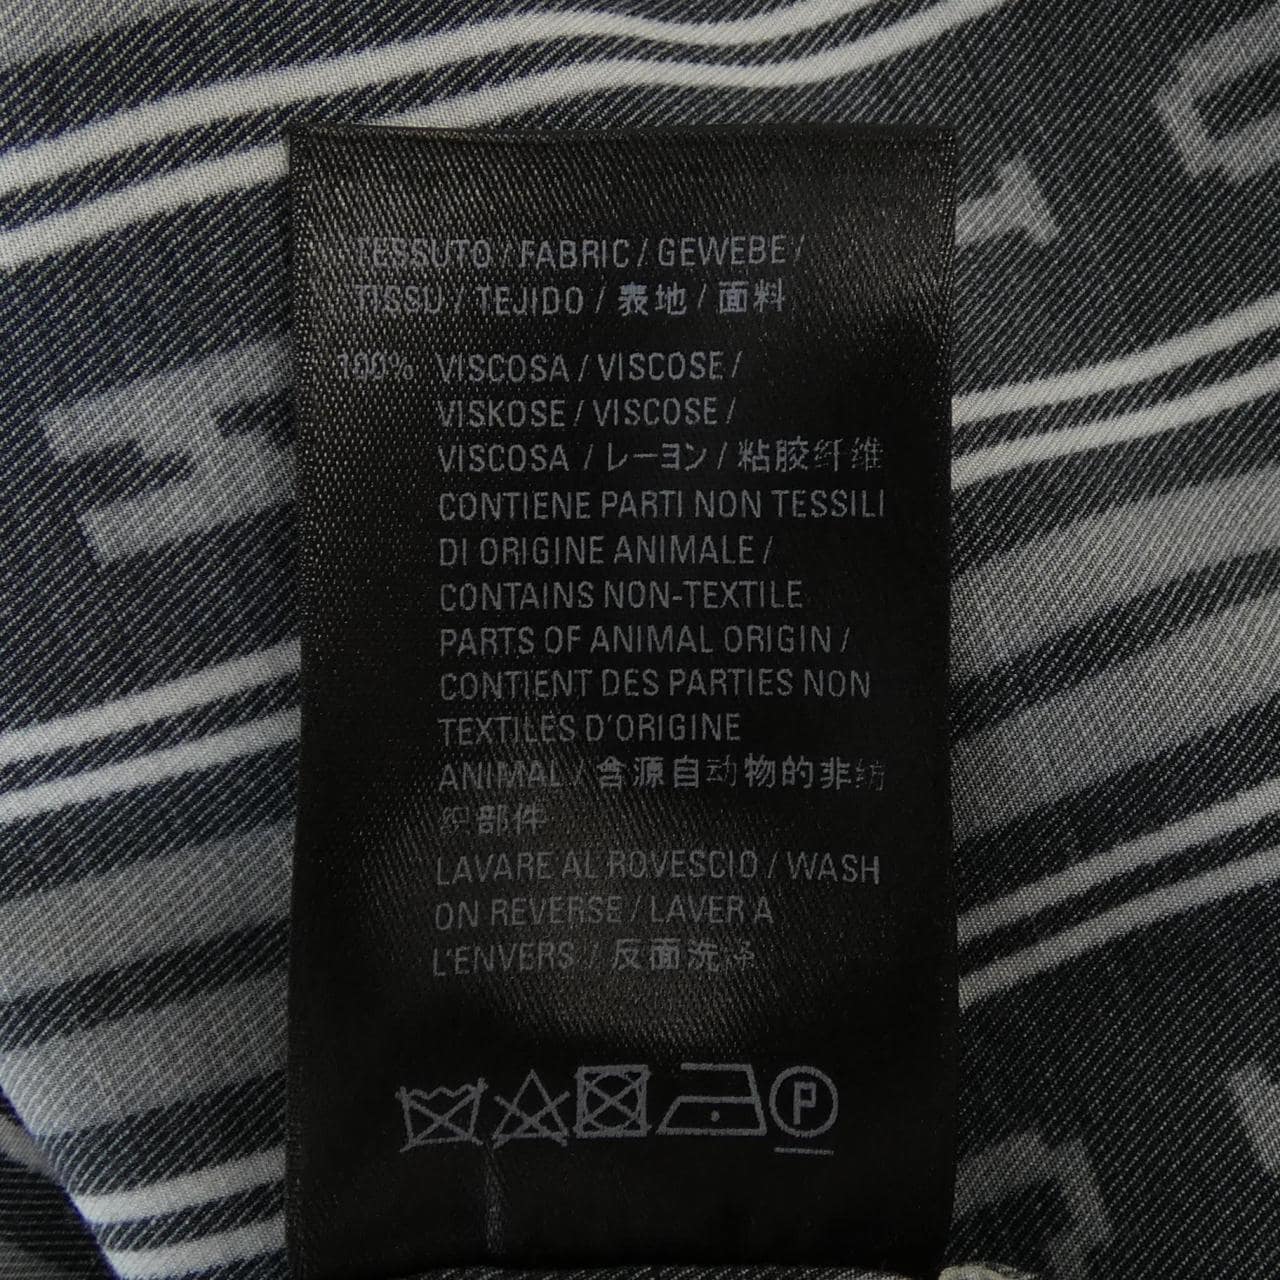 TESSUTO / FABRIC / GEWEBE /
TISSU / TEJIDO / 表地 / 面料
100% VISCOSA / VISCOSE /
VISKOSE / VISCOSE /
VISCOSA / レーヨン / 粘胶纤维
CONTIENE PARTI NON TESSILI
DI ORIGINE ANIMALE /
CONTAINS NON-TEXTILE
PARTS OF ANIMAL ORIGIN /
CONTIENT DES PARTIES NON
TEXTILES D'ORIGINE
ANIMAL / 含源自动物的非纺
织部件
LAVARE AL ROVESCIO / WASH
ON REVERSE / LAVER A
L'ENVERS / 反面洗净
P